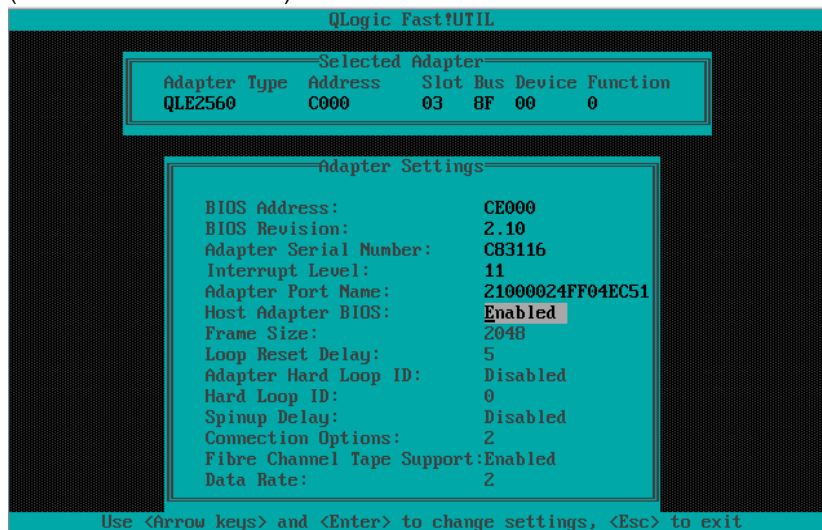 QLogic Fast!UTIL
Selected Adapter
Adapter Type Address Slot Bus Device Function
QLE2560 C000 03 8F 00 0
Adapter Settings
BIOS Address: CE000
BIOS Revision: 2.10
Adapter Serial Number: C83116
Interrupt Level: 11
Adapter Port Name: 21000024FF04EC51
Host Adapter BIOS: Enabled
Frame Size: 2048
Loop Reset Delay: 5
Adapter Hard Loop ID: Disabled
Hard Loop ID: 0
Spinup Delay: Disabled
Connection Options: 2
Fibre Channel Tape Support:Enabled
Data Rate: 2
Use <Arrow keys> and <Enter> to change settings, <Esc> to exit